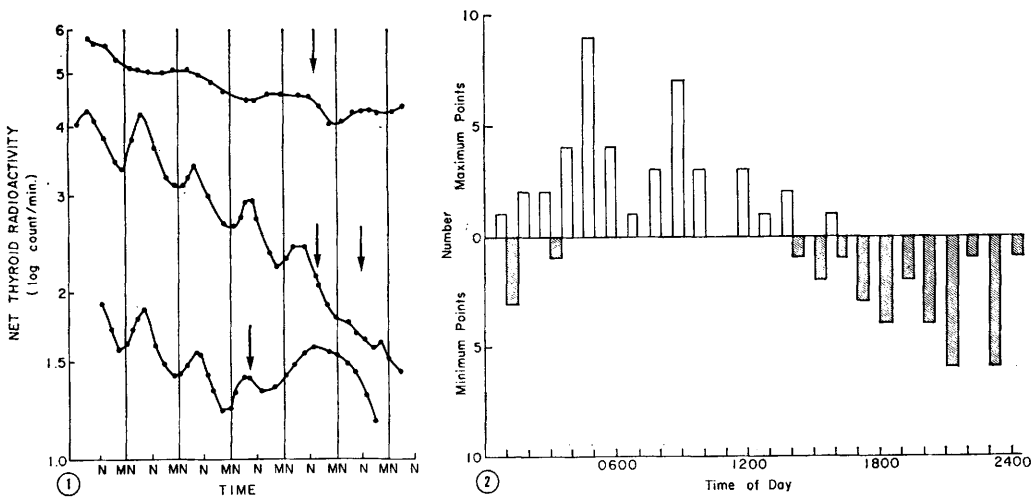 6
5
4
3
2
1.5
1.0
NET THYROID RADIOACTIVITY
(log count/min.)
N MN N MN N MN N MN N MN N MN N
TIME
1
10
5
0
5
10
Maximum Points
Number
Minimum Points
0600 1200 1800 2400
Time of Day
2